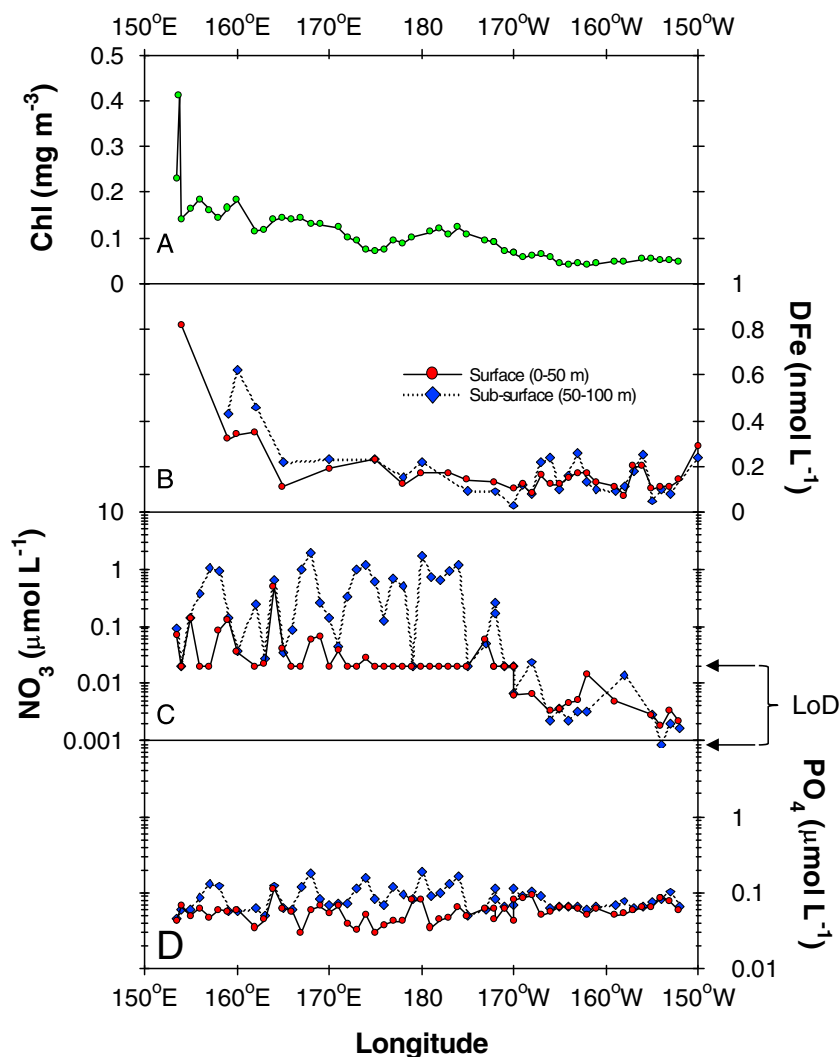 150°E 160°E 170°E 180 170°W 160°W 150°W
0.5
0.4
0.3
0.2
0.1
0
Chl (mg m⁻³)
A
1
0.8
0.6
0.4
0.2
0
DFe (nmol L⁻¹)
Surface (0-50 m)
Sub-surface (50-100 m)
B
10
1
0.1
0.01
0.001
NO₃ (μmol L⁻¹)
C
LoD
1
0.1
0.01
PO₄ (μmol L⁻¹)
D
150°E 160°E 170°E 180 170°W 160°W 150°W
Longitude